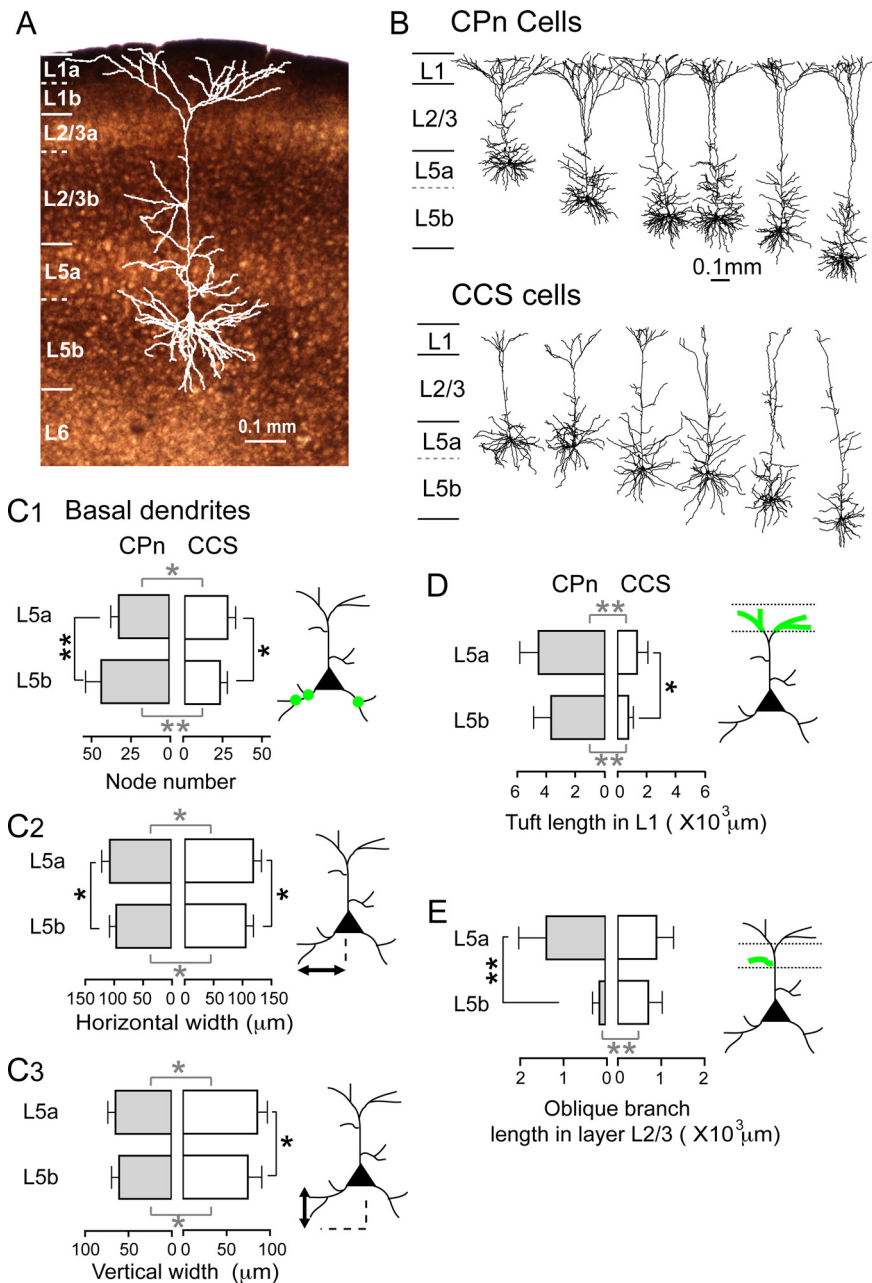 A
L1a
L1b
L2/3a
L2/3b
L5a
L5b
L6
0.1 mm
B
CPn Cells
L1
L2/3
L5a
L5b
0.1mm
CCS cells
L1
L2/3
L5a
L5b
C1 Basal dendrites
CPn CCS
*
L5a
**
*
L5b
**
50 25 0 0 25 50
Node number
C2
*
L5a
*
*
L5b
*
150 100 50 0 0 50 100 150
Horizontal width (μm)
C3
*
L5a
*
L5b
*
100 50 0 0 50 100
Vertical width (μm)
D
CPn CCS
**
L5a
*
L5b
**
6 4 2 0 0 2 4 6
Tuft length in L1 ( X10³μm)
E
L5a
**
L5b
**
2 1 0 0 1 2
Oblique branch
length in layer L2/3 ( X10³μm)